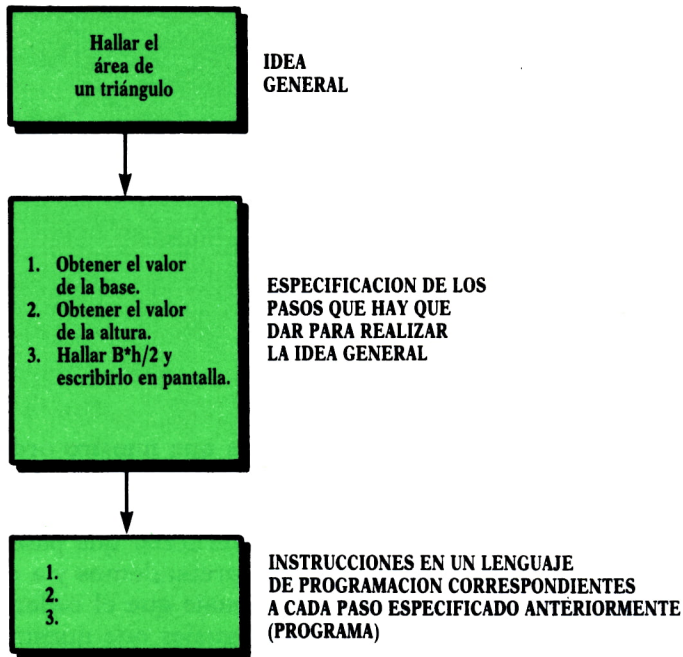 Hallar el
área de
un triángulo
IDEA
GENERAL
1. Obtener el valor
de la base.
2. Obtener el valor
de la altura.
3. Hallar B*h/2 y
escribirlo en pantalla.
ESPECIFICACION DE LOS
PASOS QUE HAY QUE
DAR PARA REALIZAR
LA IDEA GENERAL
1.
2.
3.
INSTRUCCIONES EN UN LENGUAJE
DE PROGRAMACION CORRESPONDIENTES
A CADA PASO ESPECIFICADO ANTERIORMENTE
(PROGRAMA)